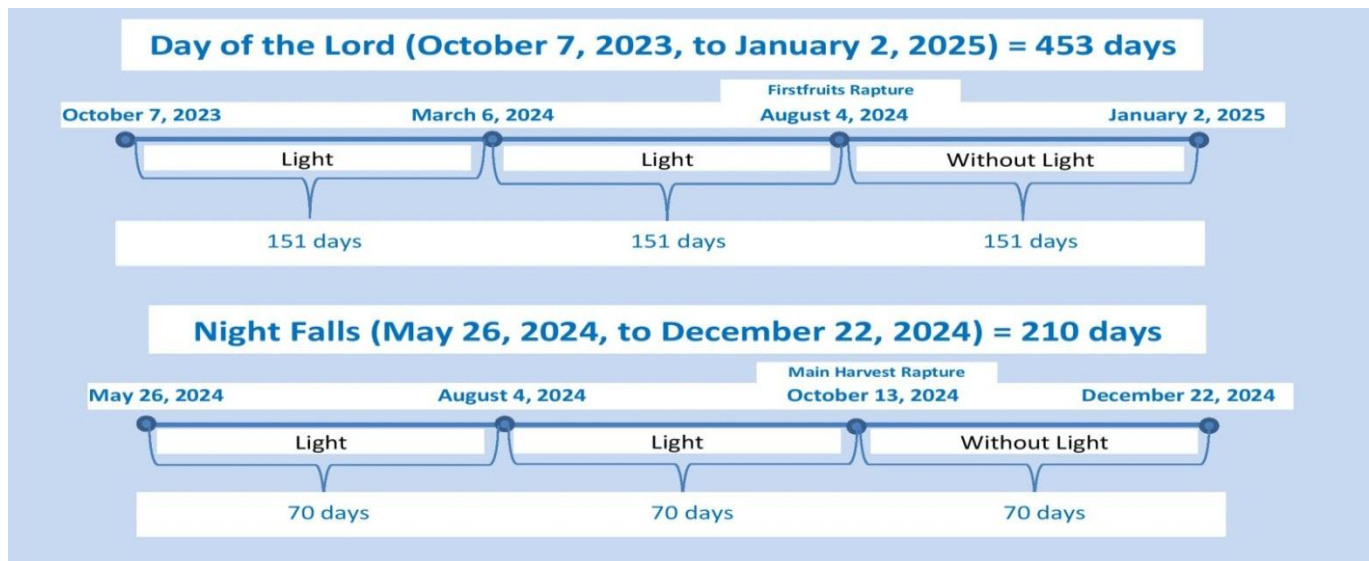 Day of the Lord (October 7, 2023, to January 2, 2025) = 453 days
Firstfruits Rapture
October 7, 2023 March 6, 2024 August 4, 2024 January 2, 2025
Light Light Without Light
151 days 151 days 151 days
Night Falls (May 26, 2024, to December 22, 2024) = 210 days
Main Harvest Rapture
May 26, 2024 August 4, 2024 October 13, 2024 December 22, 2024
Light Light Without Light
70 days 70 days 70 days